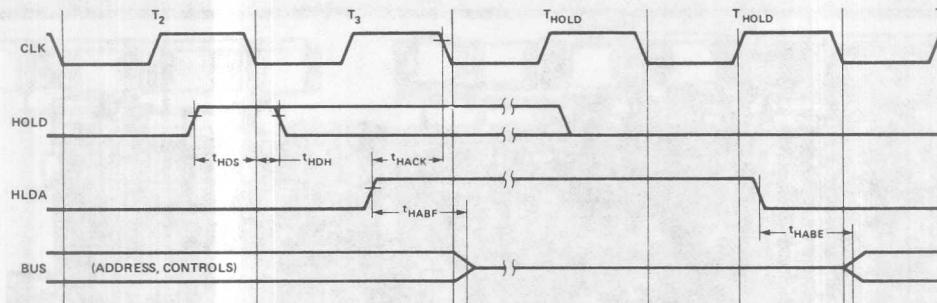 T2 T3 THOLD THOLD
CLK
HOLD
tHDS tHDH tHACK
HLDA
tHABF tHABE
BUS (ADDRESS, CONTROLS)